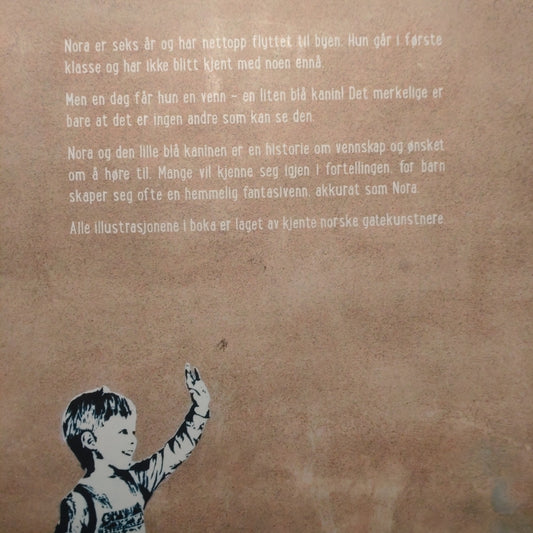 Nora er seks år og har nettopp flyttet til byen. Hun går i første
klasse og har ikke blitt kjent med noen ennå.
Men en dag får hun en venn – en liten blå kanin! Det merkelige er
bare at det er ingen andre som kan se den.
Nora og den lille blå kaninen er en historie om vennskap og ønsket
om å høre til. Mange vil kjenne seg igjen i fortellingen, for barn
skaper seg ofte en hemmelig fantasivenn, akkurat som Nora.
Alle illustrasjonene i boka er laget av kjente norske gatekunstnere.